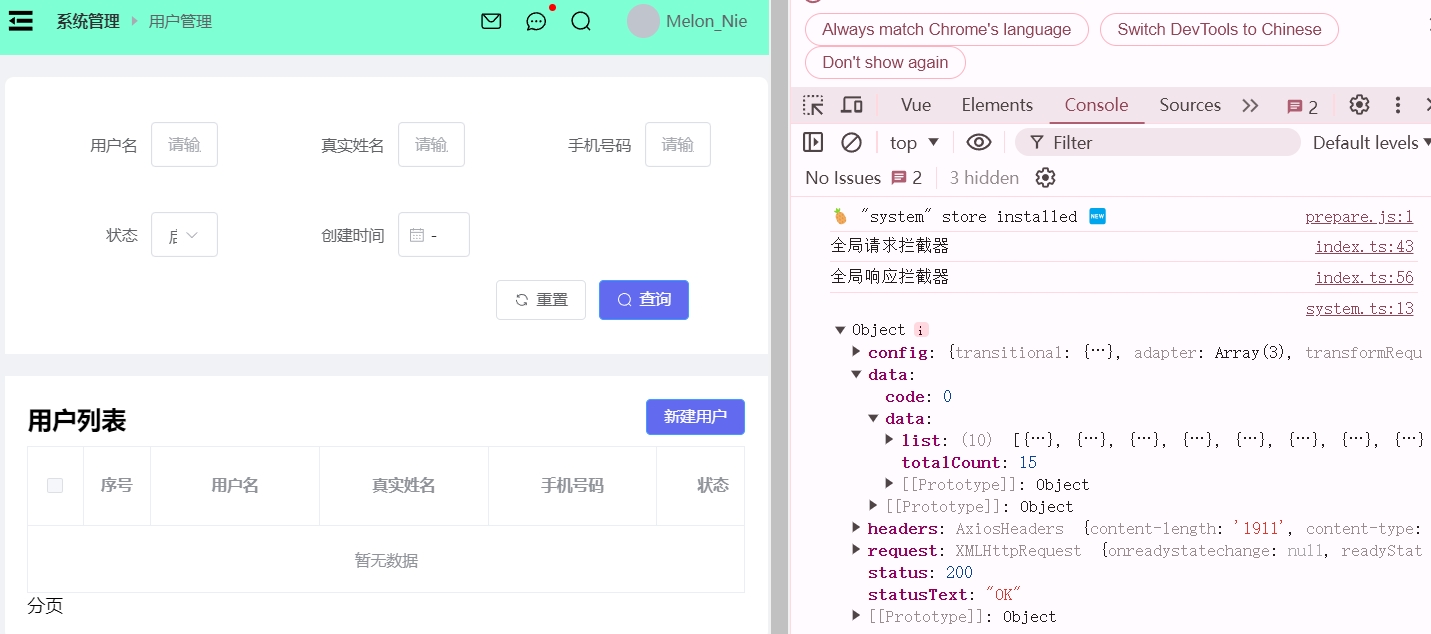 系统管理 用户管理 Melon_Nie
用户名 请输 真实姓名 请输 手机号码 请输
状态 创建时间 -
重置 查询
用户列表 新建用户
序号 用户名 真实姓名 手机号码 状态
暂无数据
分页
Always match Chrome's language Switch DevTools to Chinese
Don't show again
Vue Elements Console Sources 2
top Filter Default levels
No Issues 2 3 hidden
"system" store installed NEW prepare.js:1
全局请求拦截器 index.ts:43
全局响应拦截器 index.ts:56
system.ts:13
Object i
config: {transitional: {…}, adapter: Array(3), transformRequ
data:
code: 0
data:
list: (10) [{…}, {…}, {…}, {…}, {…}, {…}, {…}, {…}
totalCount: 15
[[Prototype]]: Object
[[Prototype]]: Object
headers: AxiosHeaders {content-length: '1911', content-type:
request: XMLHttpRequest {onreadystatechange: null, readyStat
status: 200
statusText: "OK"
[[Prototype]]: Object